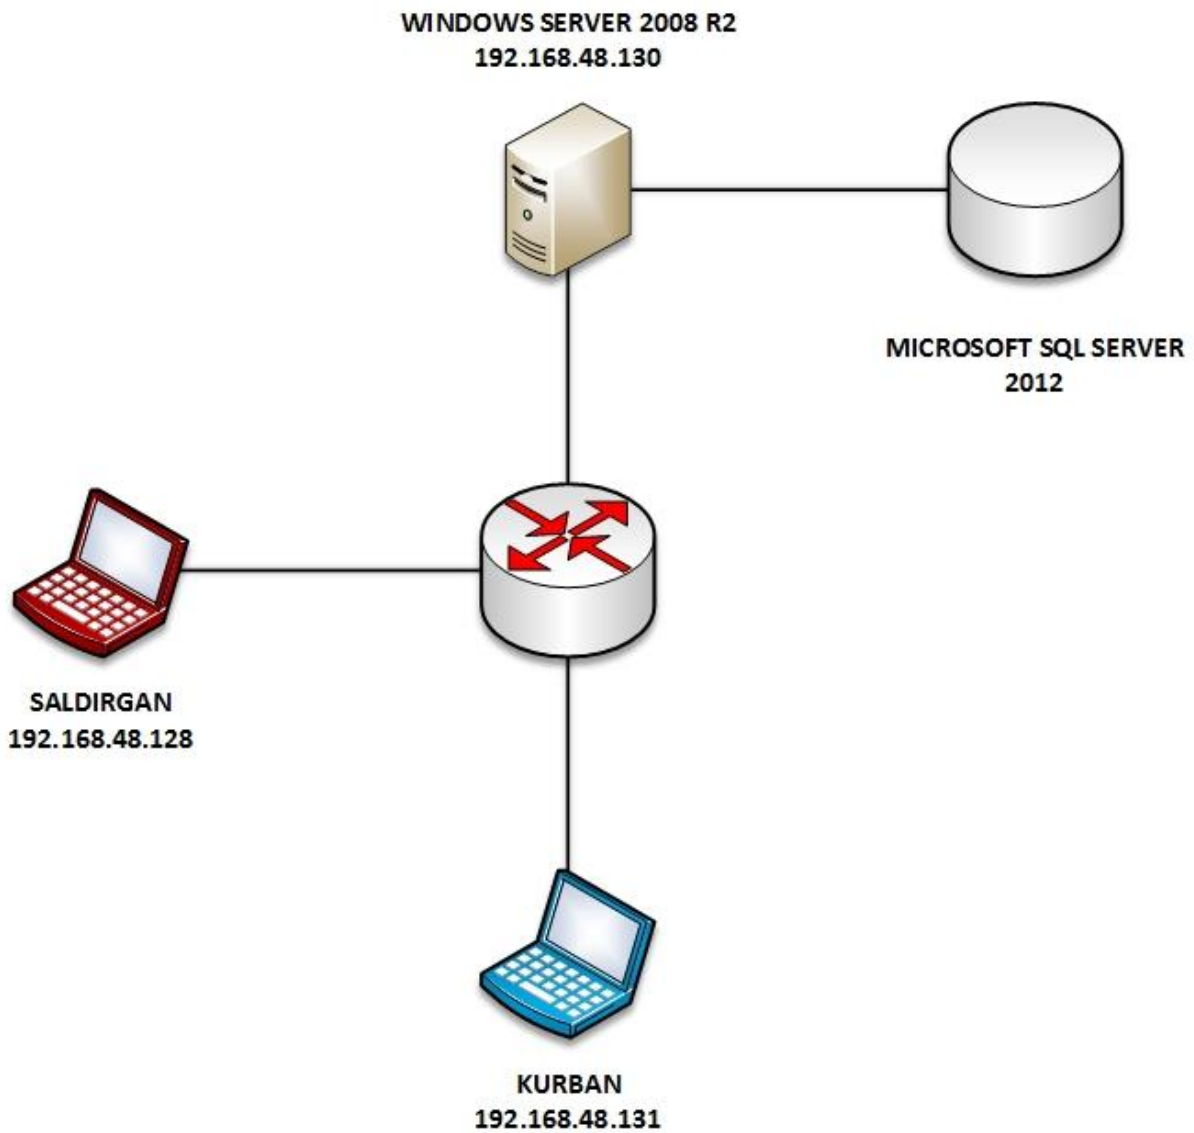 WINDOWS SERVER 2008 R2
192.168.48.130
MICROSOFT SQL SERVER
2012
SALDIRGAN
192.168.48.128
KURBAN
192.168.48.131